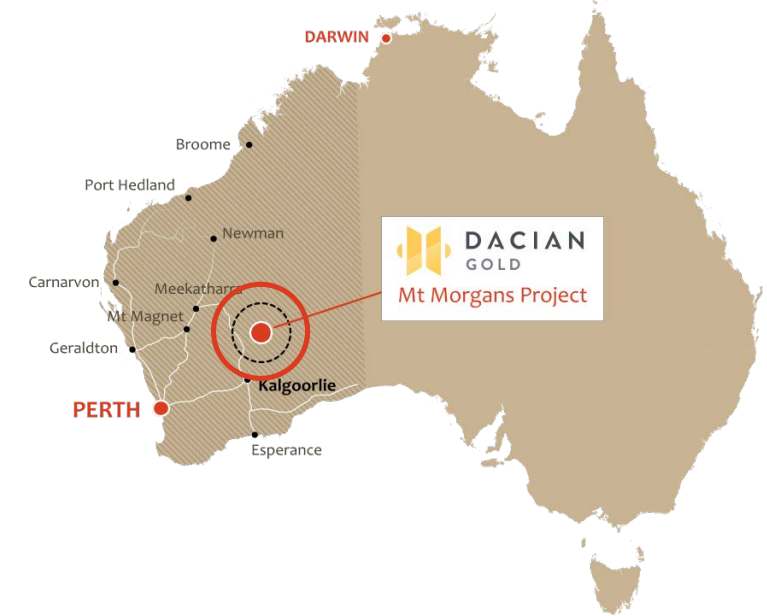 DARWIN
Broome
Port Hedland
Newman
DACIAN
GOLD
Mt Morgans Project
Carnarvon
Meekatharra
Mt Magnet
Geraldton
Kalgoorlie
PERTH
Esperance